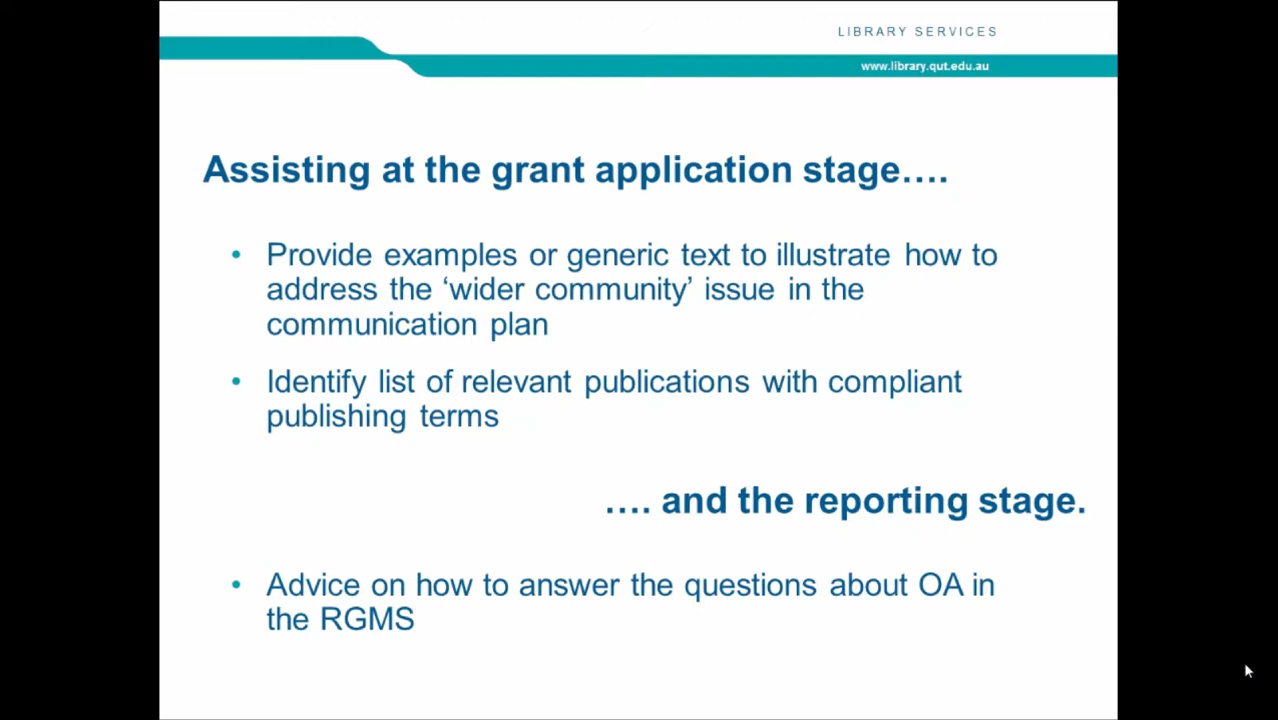 LIBRARY SERVICES
www.library.qut.edu.au
Assisting at the grant application stage….
• Provide examples or generic text to illustrate how to
address the ‘wider community’ issue in the
communication plan
• Identify list of relevant publications with compliant
publishing terms
…. and the reporting stage.
• Advice on how to answer the questions about OA in
the RGMS